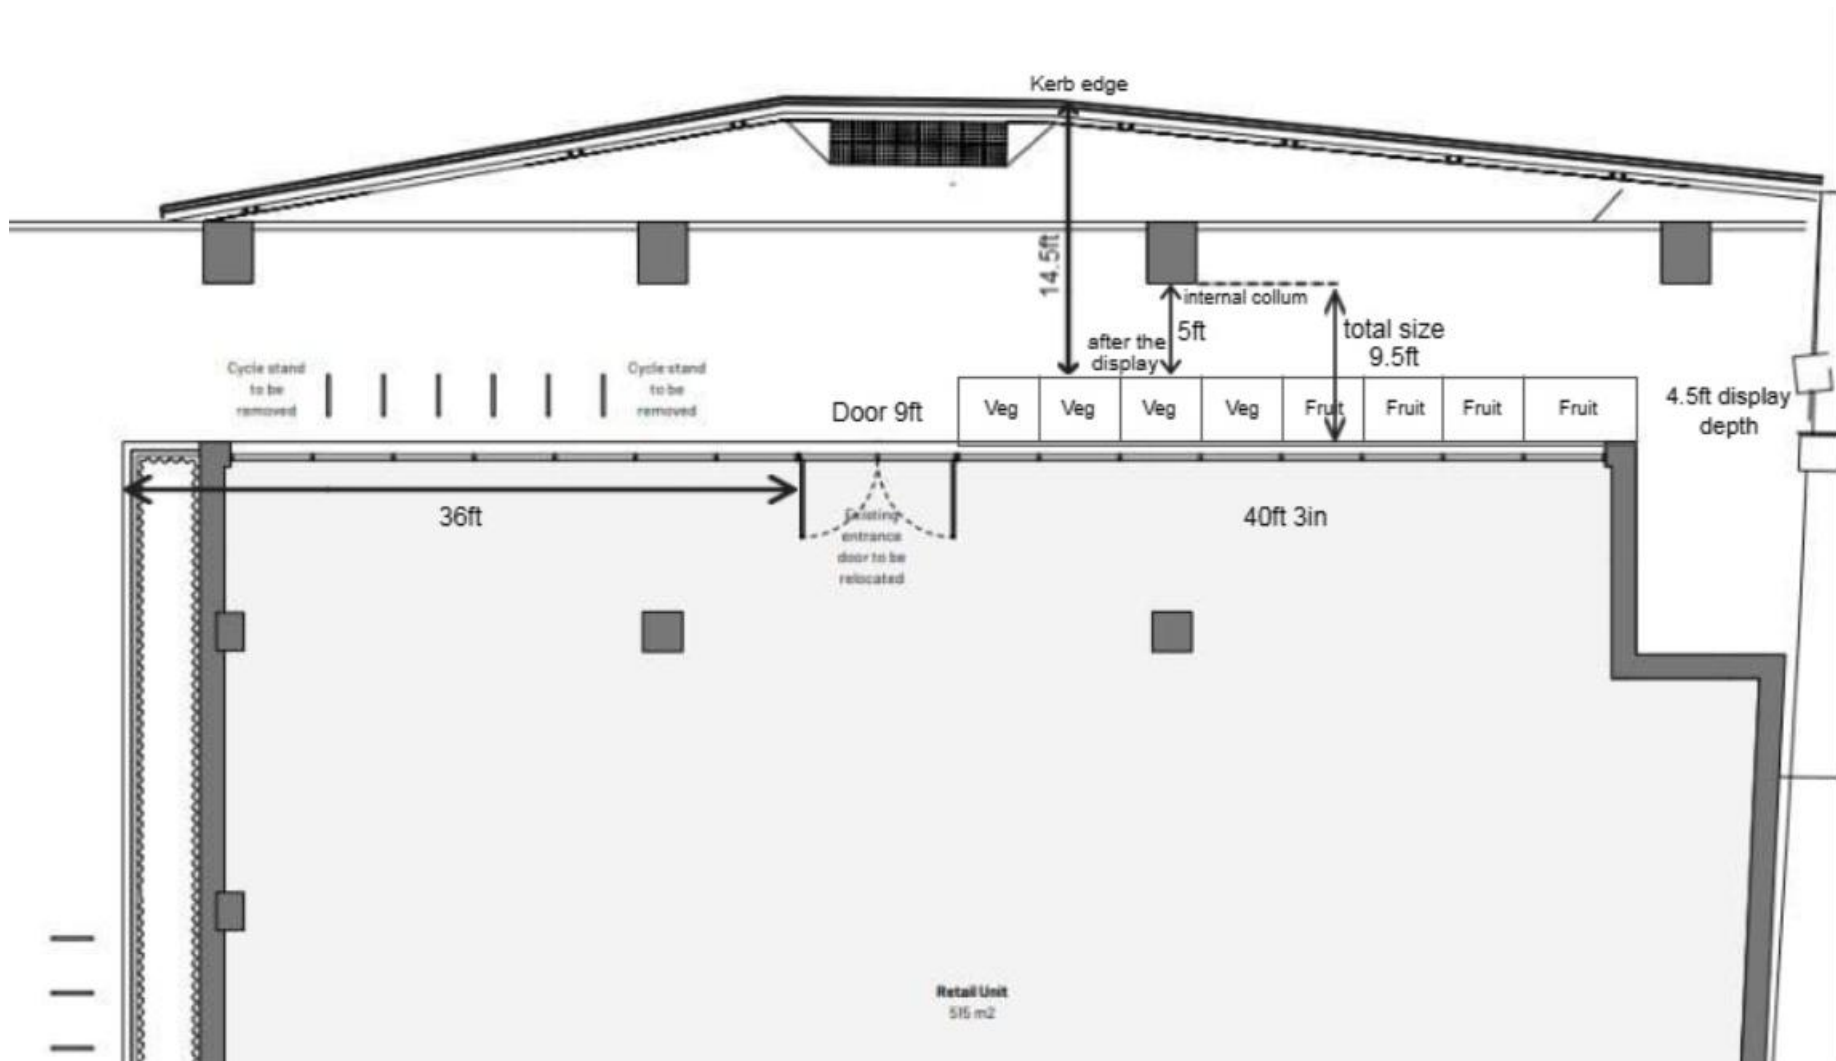 Kerb edge
14.5ft
internal collum
5ft
after the
display
total size
9.5ft
Cycle stand
to be
removed
Cycle stand
to be
removed
Door 9ft
Veg
Veg
Veg
Veg
Fruit
Fruit
Fruit
Fruit
4.5ft display
depth
36ft
Existing
entrance
door to be
relocated
40ft 3in
Retail Unit
515 m2